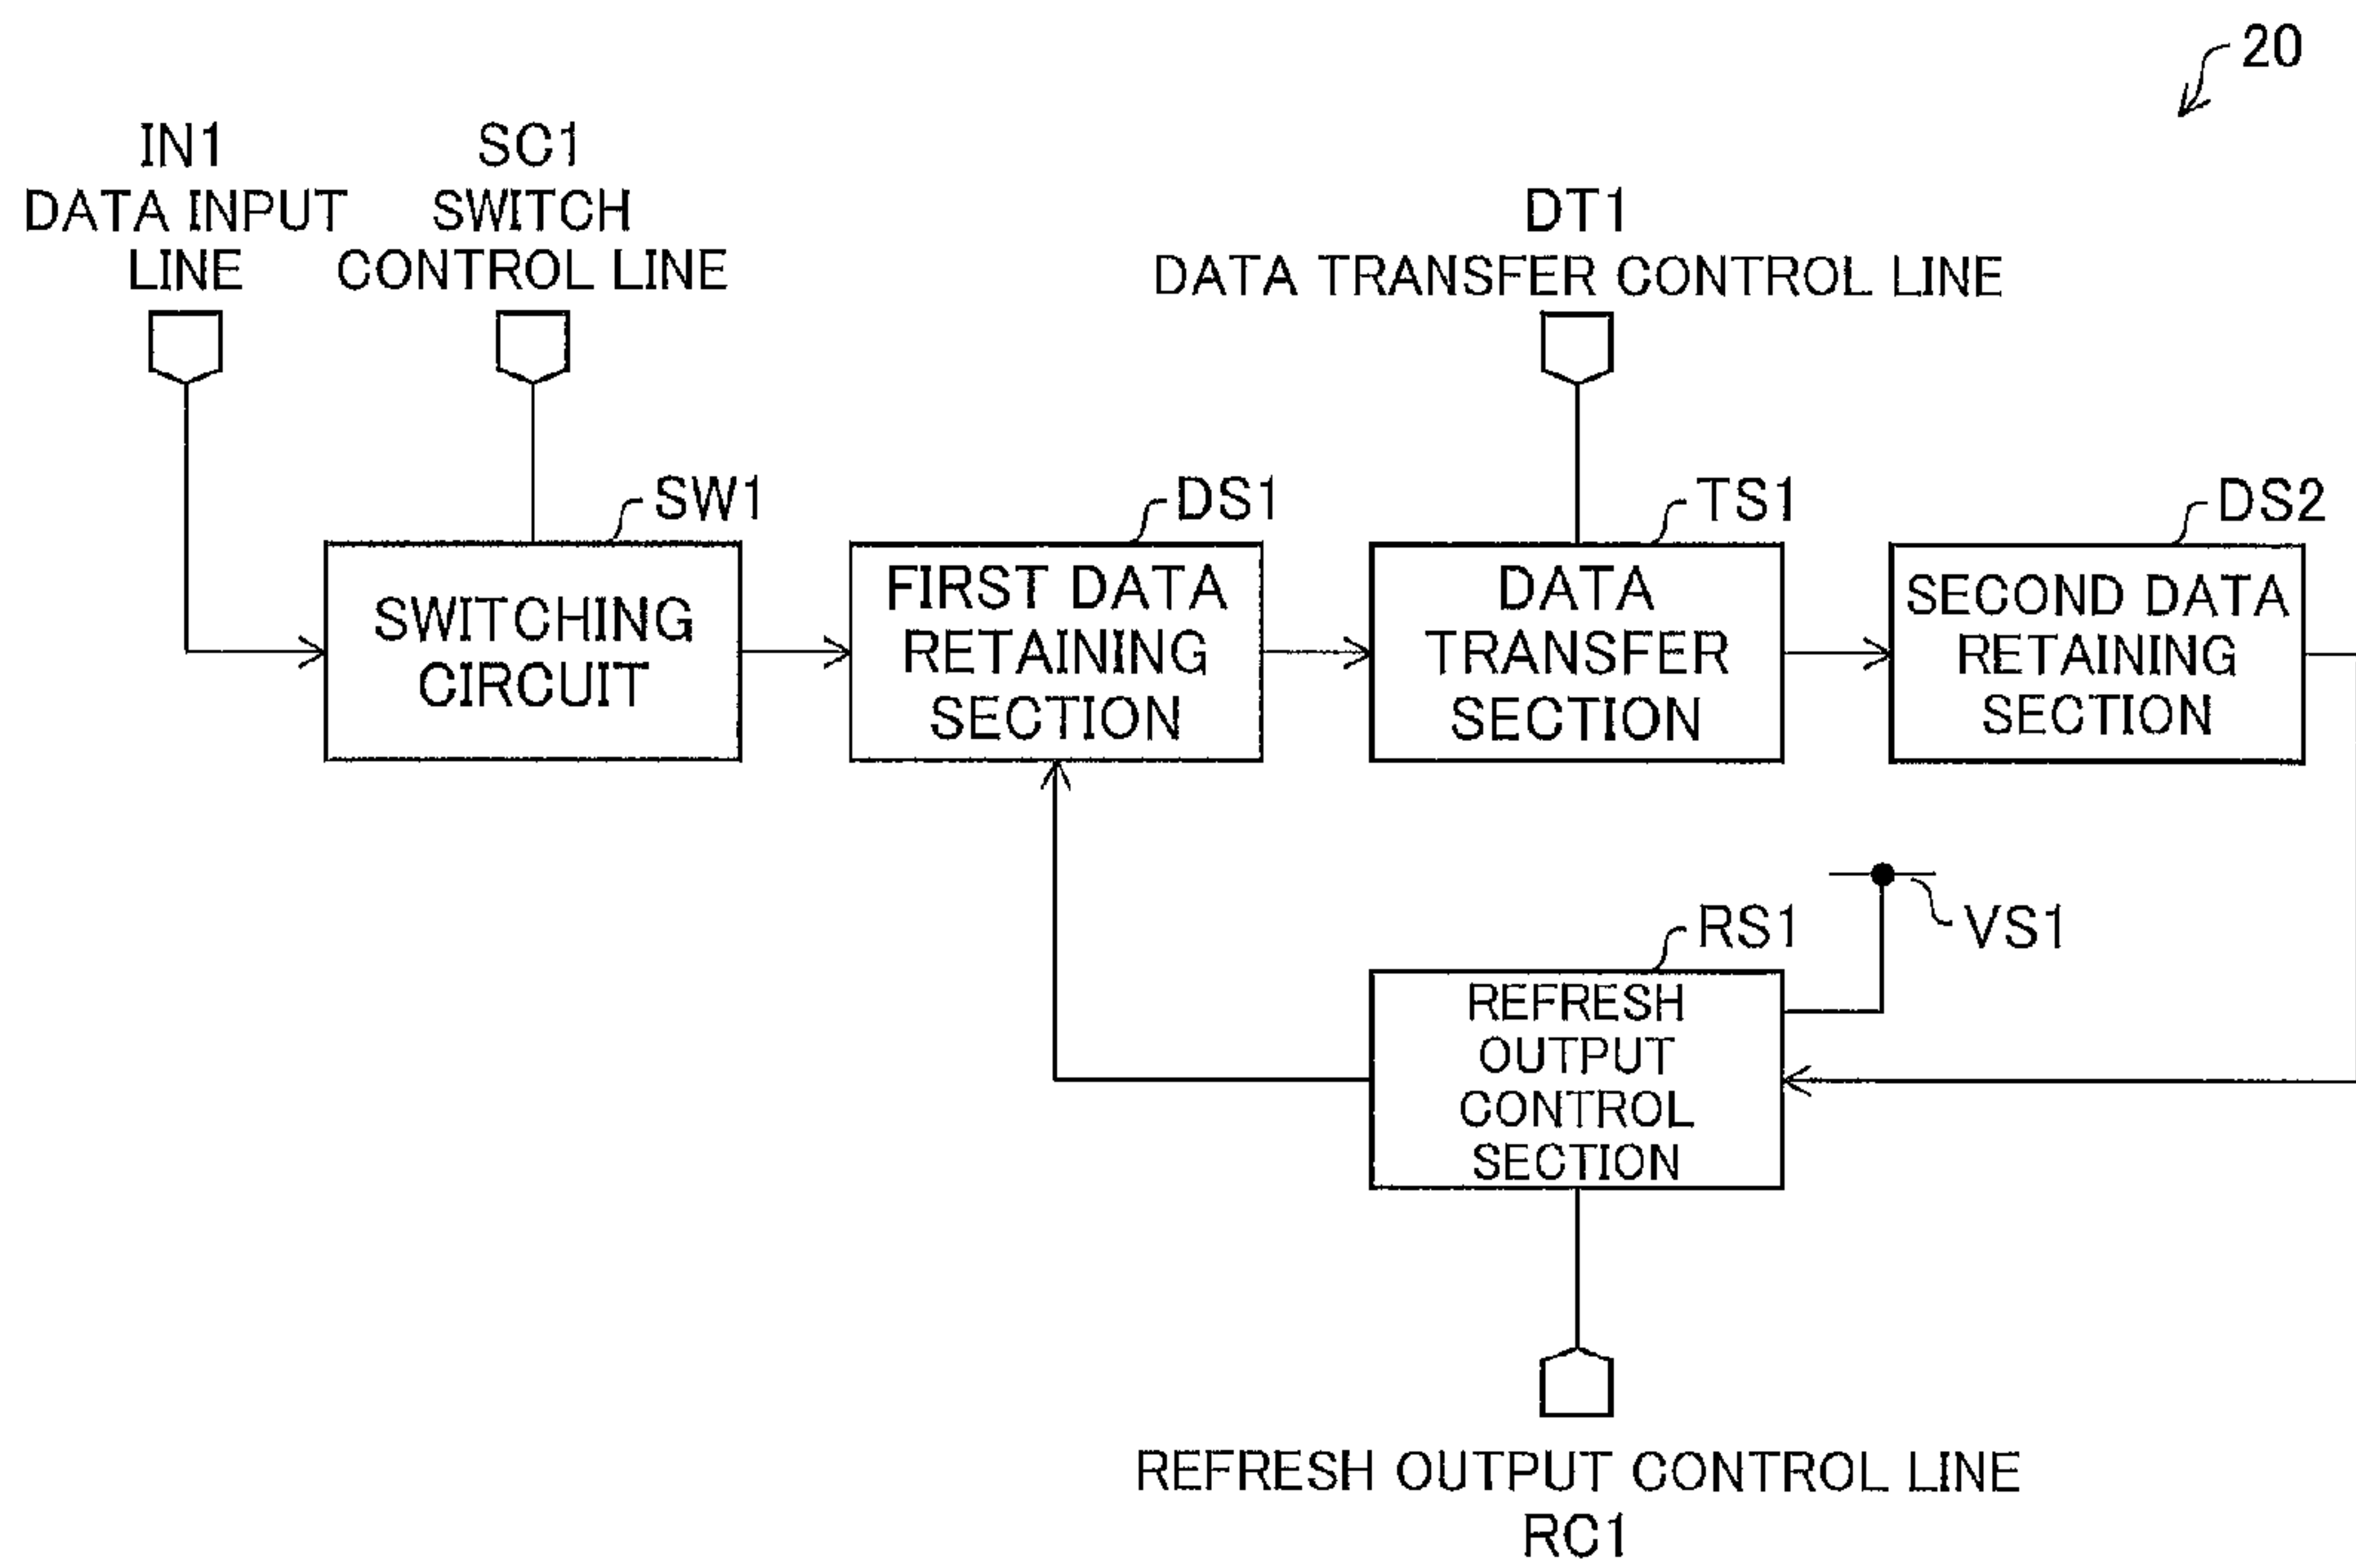 20
IN1
DATA INPUT
LINE
SC1
SWITCH
CONTROL LINE
DT1
DATA TRANSFER CONTROL LINE
SW1
SWITCHING
CIRCUIT
DS1
FIRST DATA
RETAINING
SECTION
TS1
DATA
TRANSFER
SECTION
DS2
SECOND DATA
RETAINING
SECTION
VS1
RS1
REFRESH
OUTPUT
CONTROL
SECTION
REFRESH OUTPUT CONTROL LINE
RC1